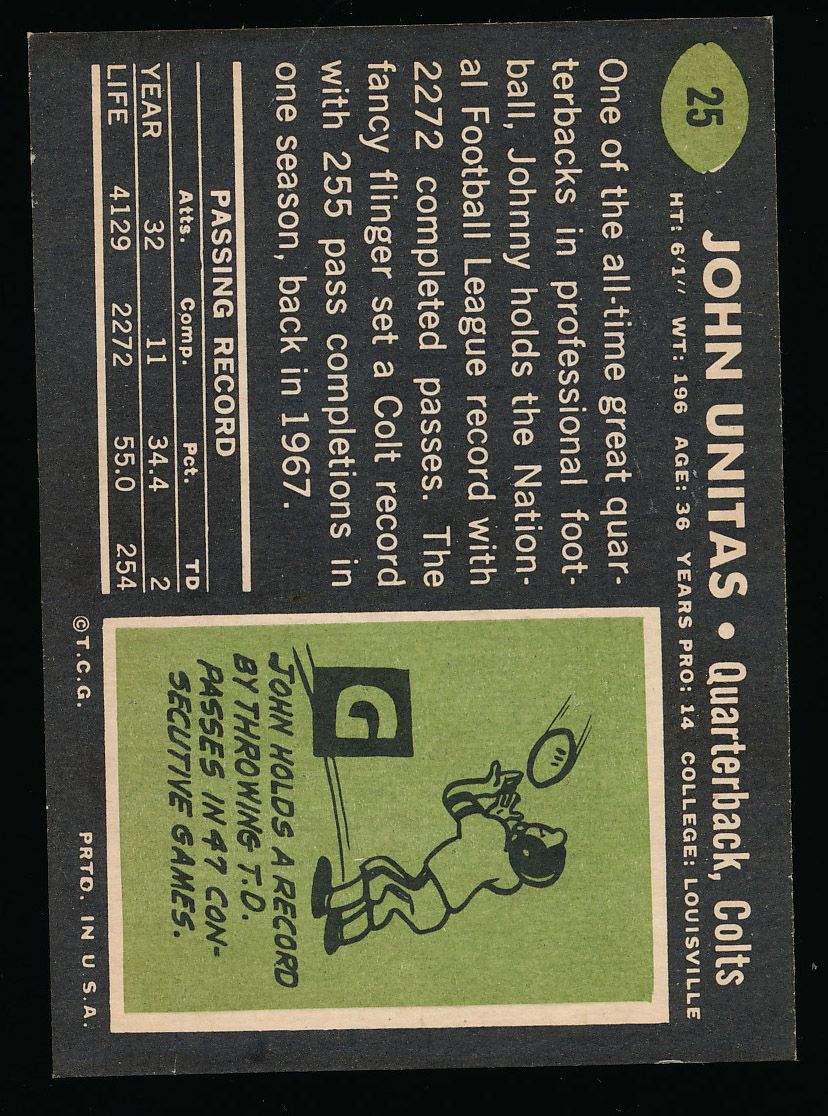 25
JOHN UNITAS • Quarterback, Colts
HT: 6'1" WT: 196 AGE: 36 YEARS PRO: 14 COLLEGE: LOUISVILLE
One of the all-time great quar-
terbacks in professional foot-
ball, Johnny holds the Nation-
al Football League record with
2272 completed passes. The
fancy flinger set a Colt record
with 255 pass completions in
one season, back in 1967.
PASSING RECORD
Atts. Comp. Pct. TD
YEAR 32 11 34.4 2
LIFE 4129 2272 55.0 254
G
JOHN HOLDS A RECORD
BY THROWING T.D.
PASSES IN 47 CON-
SECUTIVE GAMES.
©T.C.G. PRTD. IN U.S.A.